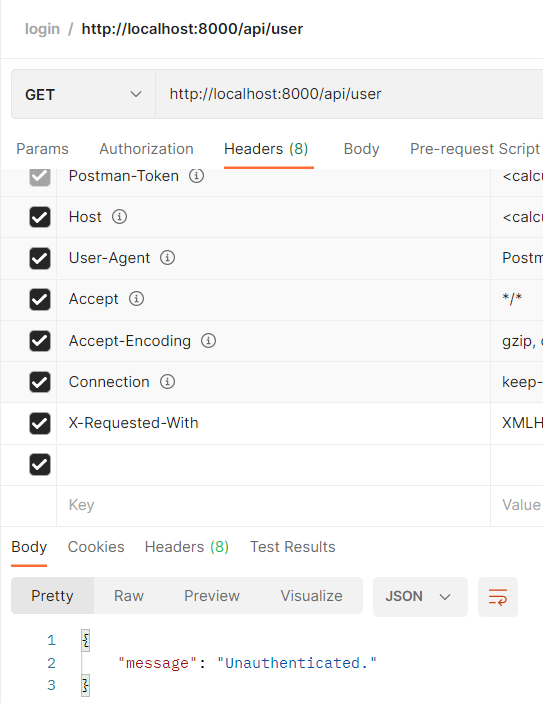 login / http://localhost:8000/api/user
GET http://localhost:8000/api/user
Params Authorization Headers (8) Body Pre-request Script
Postman-Token <calcu
Host <calcu
User-Agent Postm
Accept */*
Accept-Encoding gzip,
Connection keep-
X-Requested-With XMLH
Key Value
Body Cookies Headers (8) Test Results
Pretty Raw Preview Visualize JSON
1 {
2 "message": "Unauthenticated."
3 }